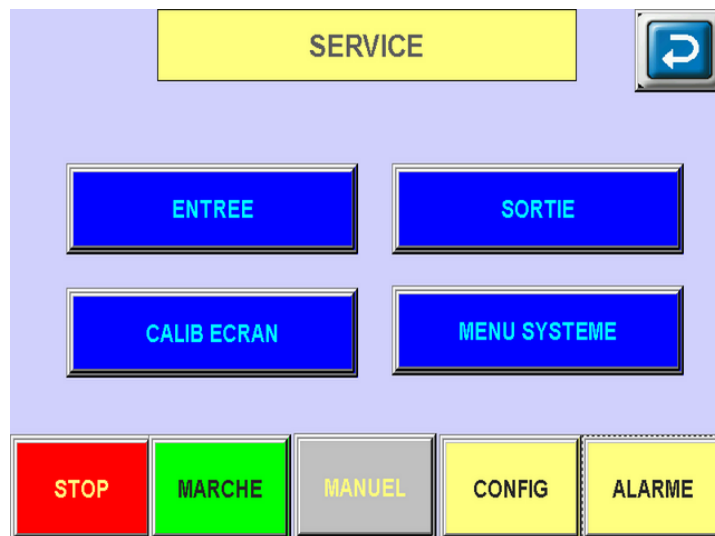 SERVICE
ENTREE
SORTIE
CALIB ECRAN
MENU SYSTEME
STOP
MARCHE
MANUEL
CONFIG
ALARME